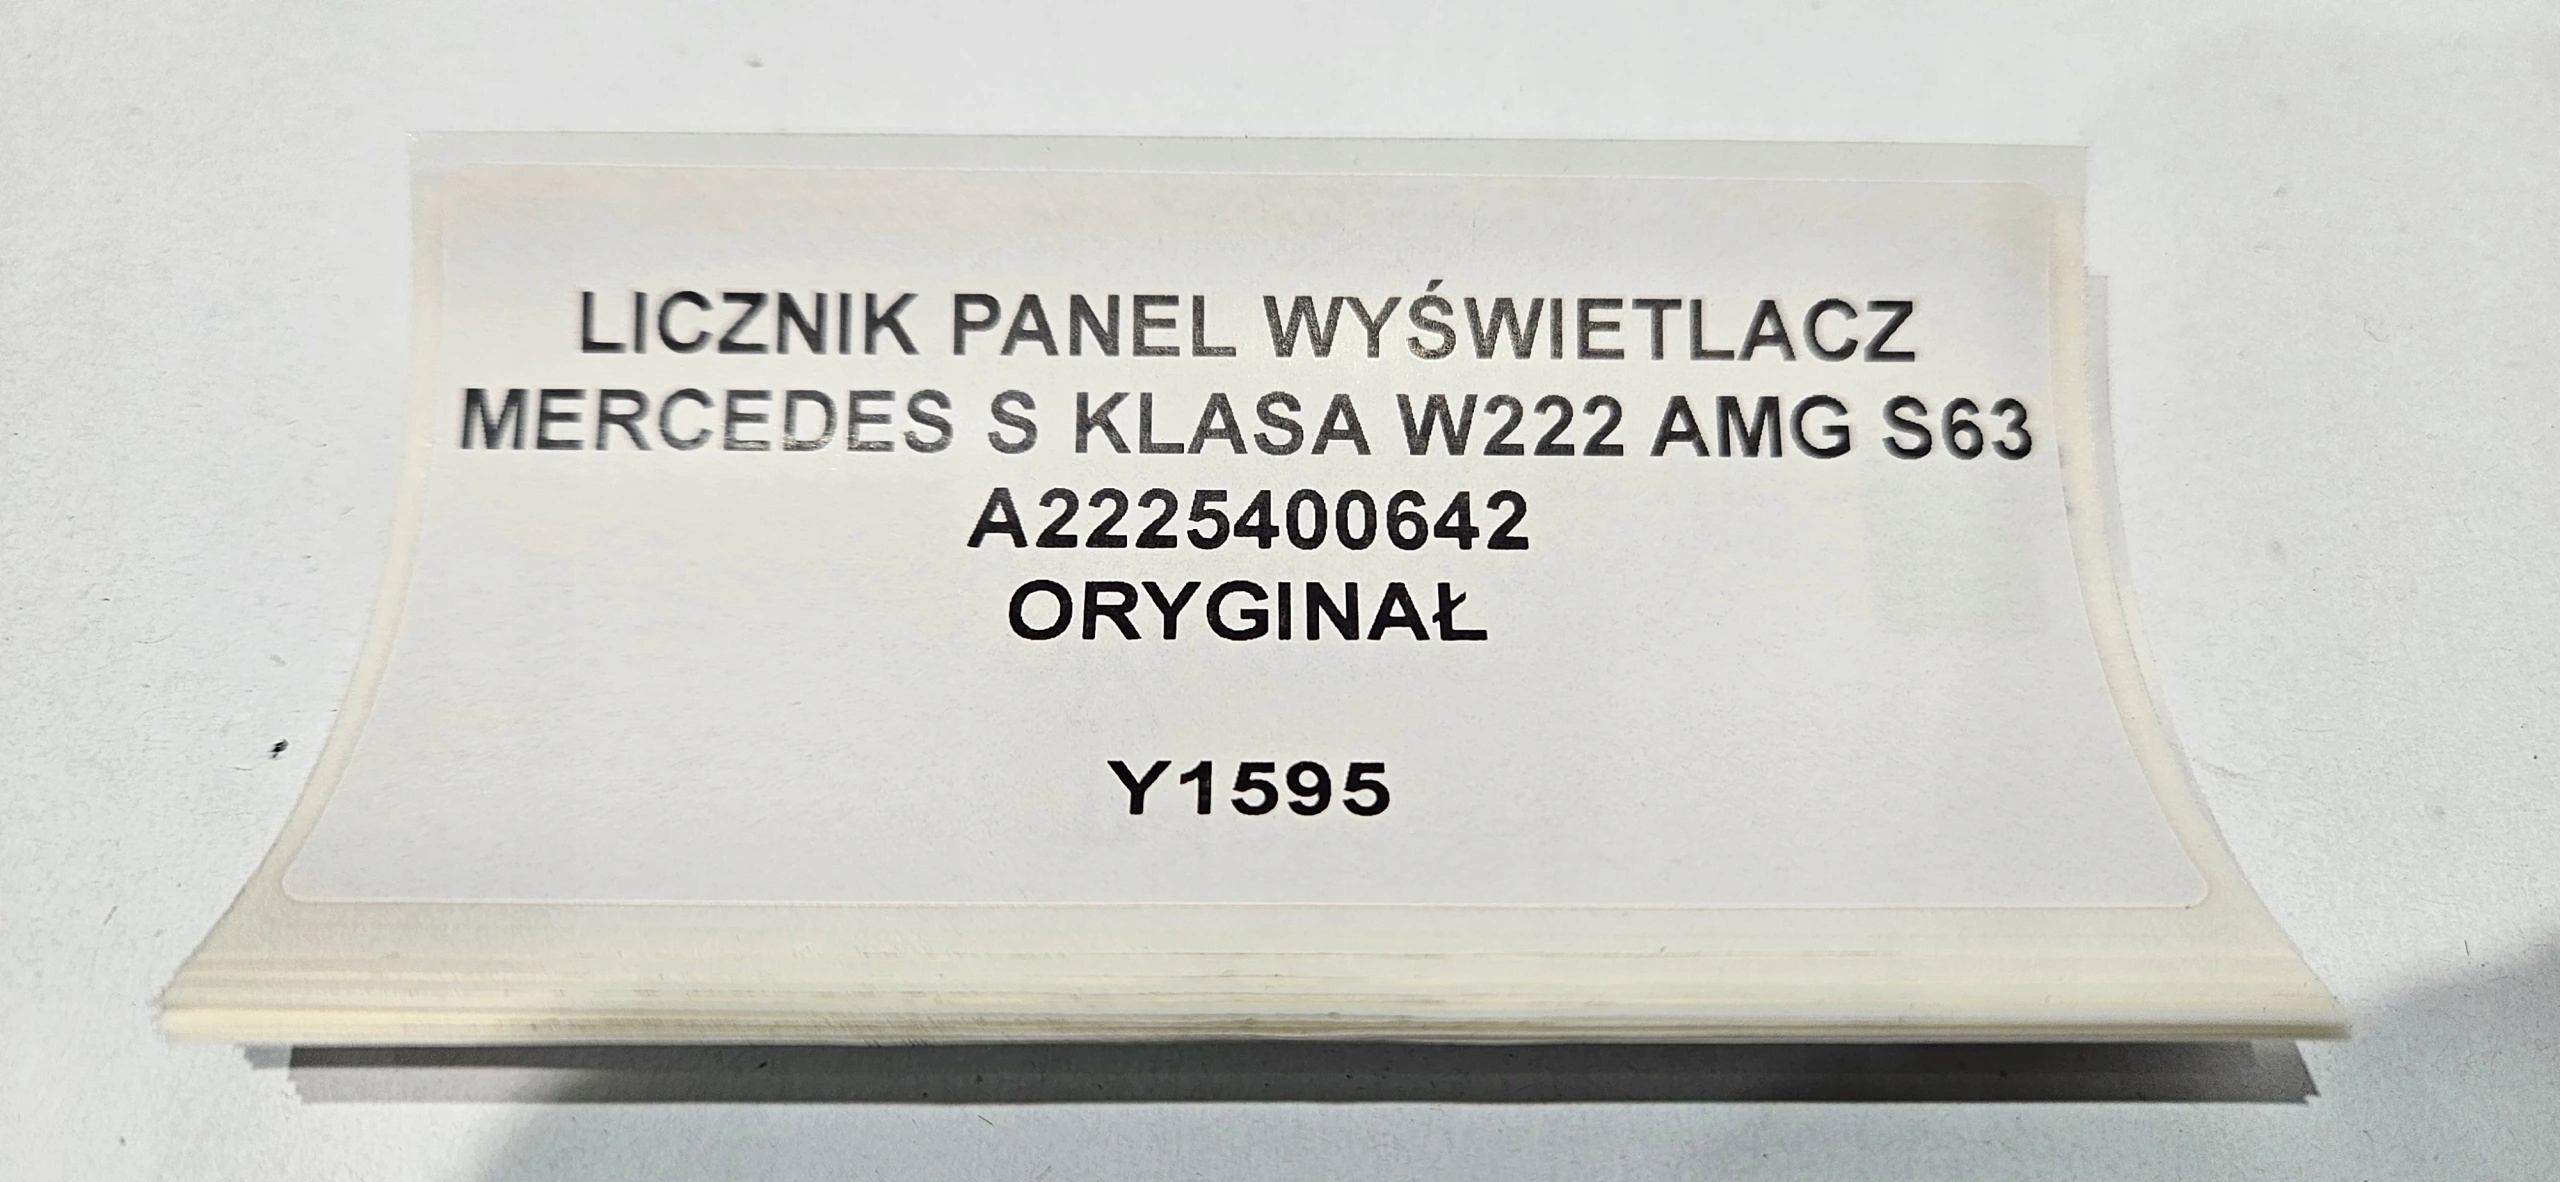 LICZNIK PANEL WYŚWIETLACZ
MERCEDES S KLASA W222 AMG S63
A2225400642
ORYGINAŁ
Y1595